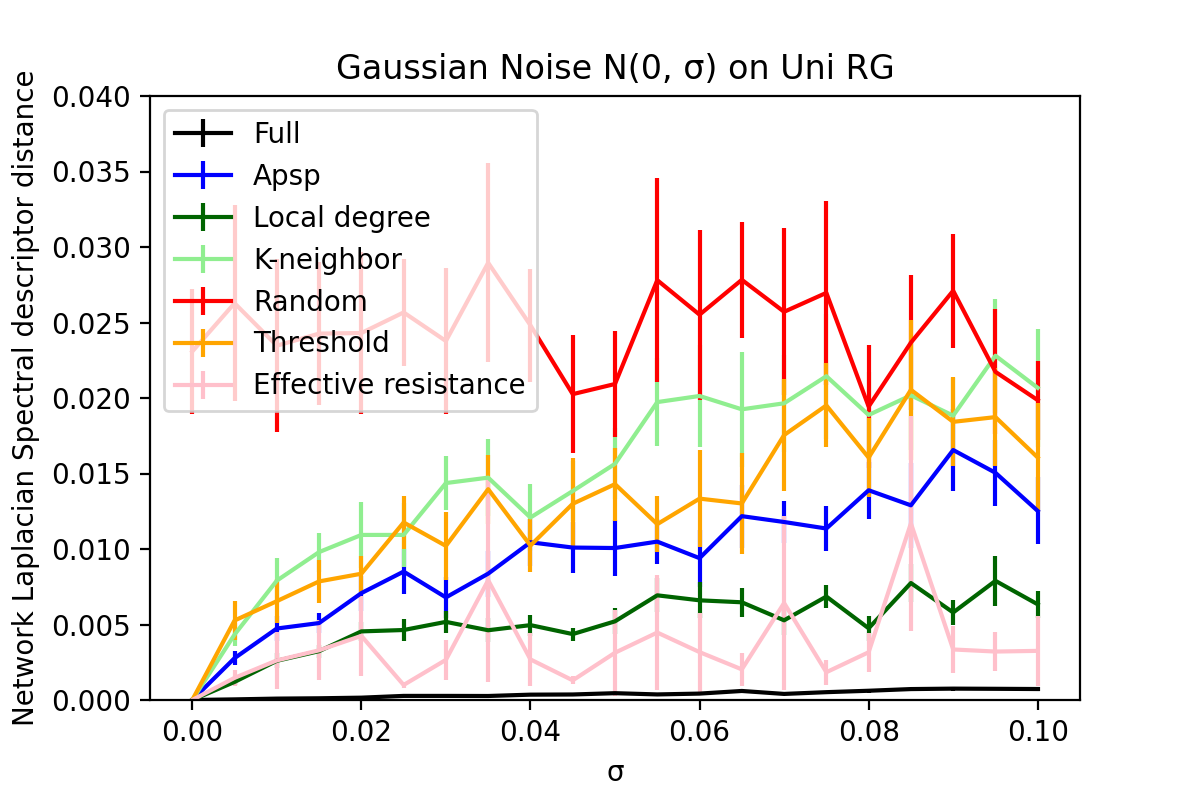 Gaussian Noise N(0, σ) on Uni RG
Network Laplacian Spectral descriptor distance
0.040
0.035
0.030
0.025
0.020
0.015
0.010
0.005
0.000
Full
Apsp
Local degree
K-neighbor
Random
Threshold
Effective resistance
0.00 0.02 0.04 0.06 0.08 0.10
σ